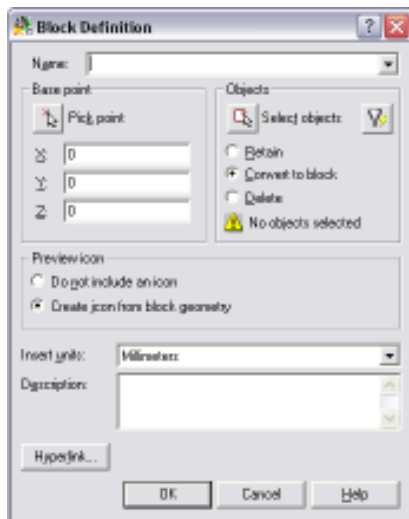 Block Definition
Name:
Base point
Pick point
X: 0
Y: 0
Z: 0
Objects
Select objects
Retain
Convert to block
Delete
No objects selected
Preview icon
Do not include an icon
Create icon from block geometry
Insert units: Millimeters
Description:
Hyperlink...
OK Cancel Help